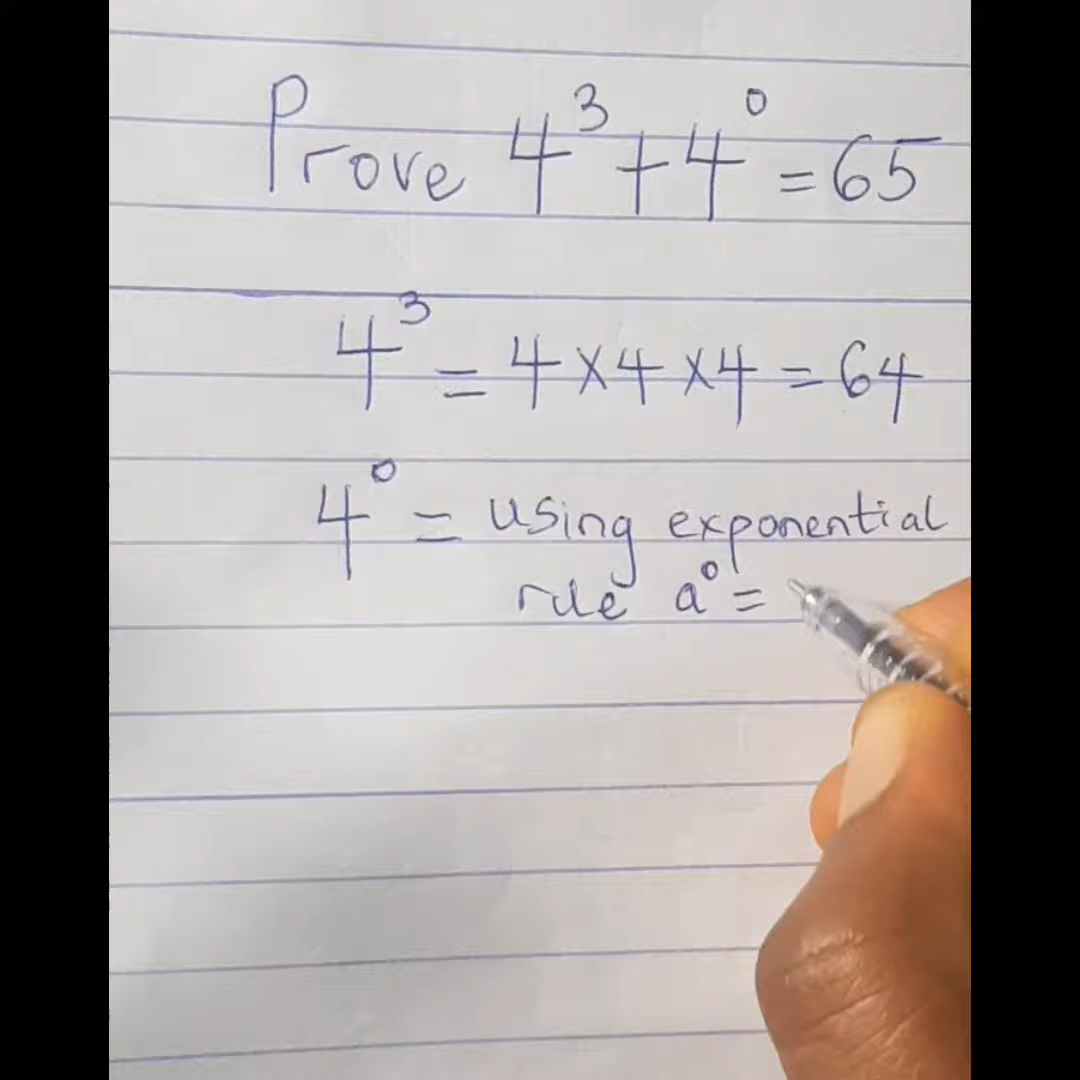 Prove 4³ + 4⁰ = 65
4³ = 4 × 4 × 4 = 64
4⁰ = using exponential
rule a⁰ =